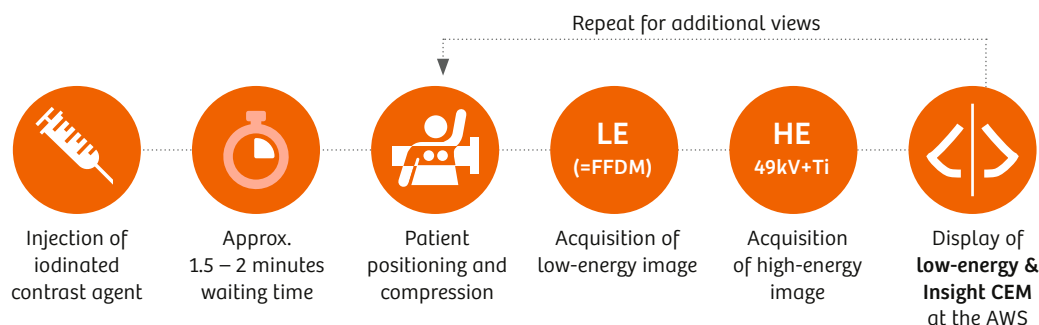 Repeat for additional views
LE
(=FFDM)
HE
49kV+Ti
Injection of
iodinated
contrast agent
Approx.
1.5 – 2 minutes
waiting time
Patient
positioning and
compression
Acquisition of
low-energy image
Acquisition
of high-energy
image
Display of
low-energy &
Insight CEM
at the AWS